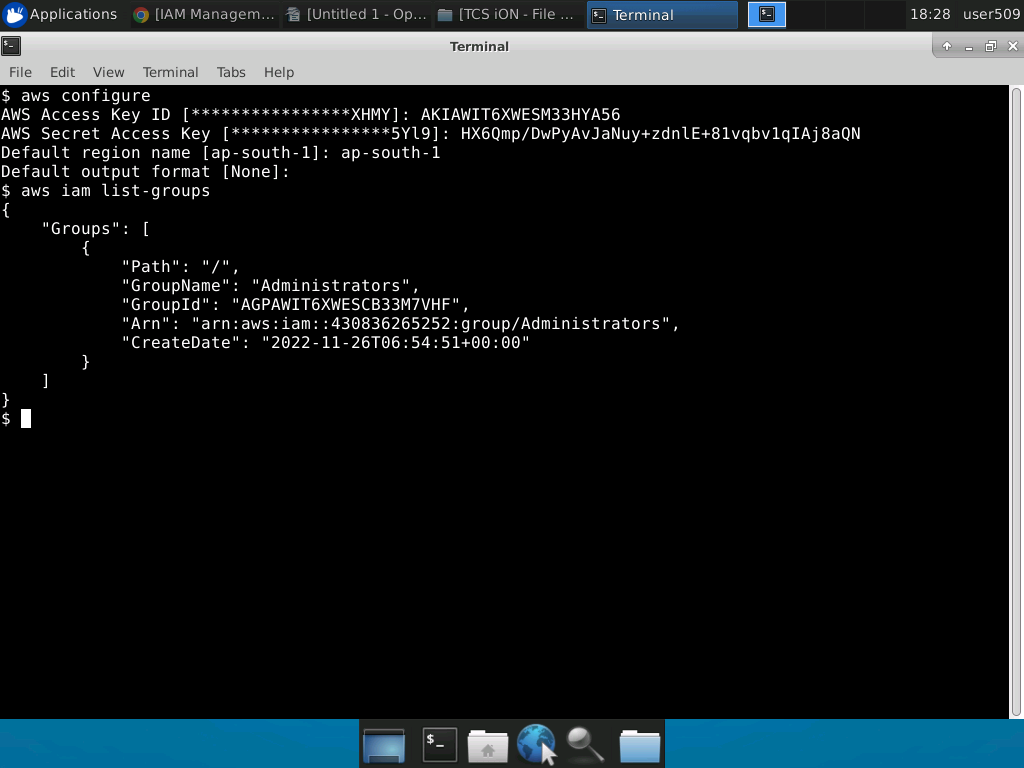 Applications
[IAM Managem...
[Untitled 1 - Op...
[TCS iON - File ...
Terminal
18:28
user509
Terminal
File Edit View Terminal Tabs Help
$ aws configure
AWS Access Key ID [****************XHMY]: AKIAWIT6XWESM33HYA56
AWS Secret Access Key [****************5Yl9]: 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
Default region name [ap-south-1]: ap-south-1
Default output format [None]:
$ aws iam list-groups
{
    "Groups": [
        {
            "Path": "/",
            "GroupName": "Administrators",
            "GroupId": "AGPAWIT6XWESCB33M7VHF",
            "Arn": "arn:aws:iam::430836265252:group/Administrators",
            "CreateDate": "2022-11-26T06:54:51+00:00"
        }
    ]
}
$